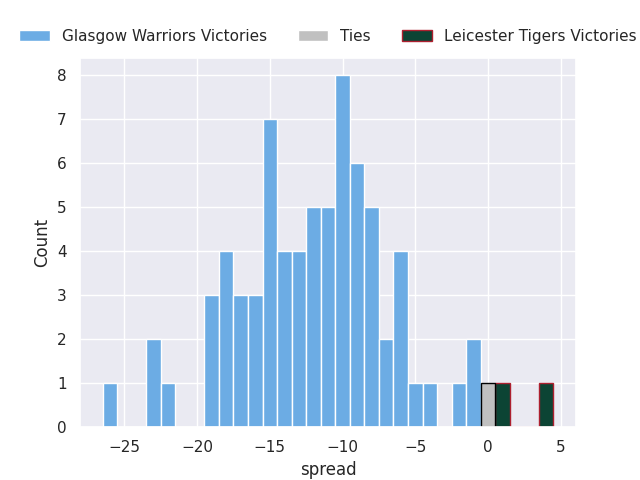 Glasgow Warriors Victories Ties Leicester Tigers Victories
8
7
6
5
4
3
2
1
0
Count
−25 −20 −15 −10 −5 0 5
spread